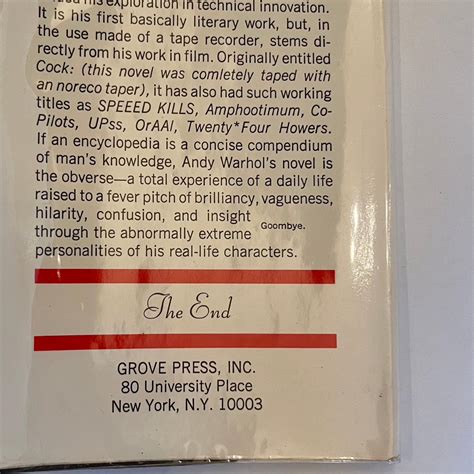 his exploration in technical innovation.
It is his first basically literary work, but, in
the use made of a tape recorder, stems di-
rectly from his work in film. Originally entitled
Cock: (this novel was comletely taped with
an noreco taper), it has also had such working
titles as SPEEED KILLS, Amphootimum, Co-
Pilots, UPss, OrAAl, Twenty*Four Howers.
If an encyclopedia is a concise compendium
of man's knowledge, Andy Warhol's novel is
the obverse—a total experience of a daily life
raised to a fever pitch of brilliancy, vagueness,
hilarity, confusion, and insight
through the abnormally extreme Goombye.
personalities of his real-life characters.
The End
GROVE PRESS, INC.
80 University Place
New York, N.Y. 10003